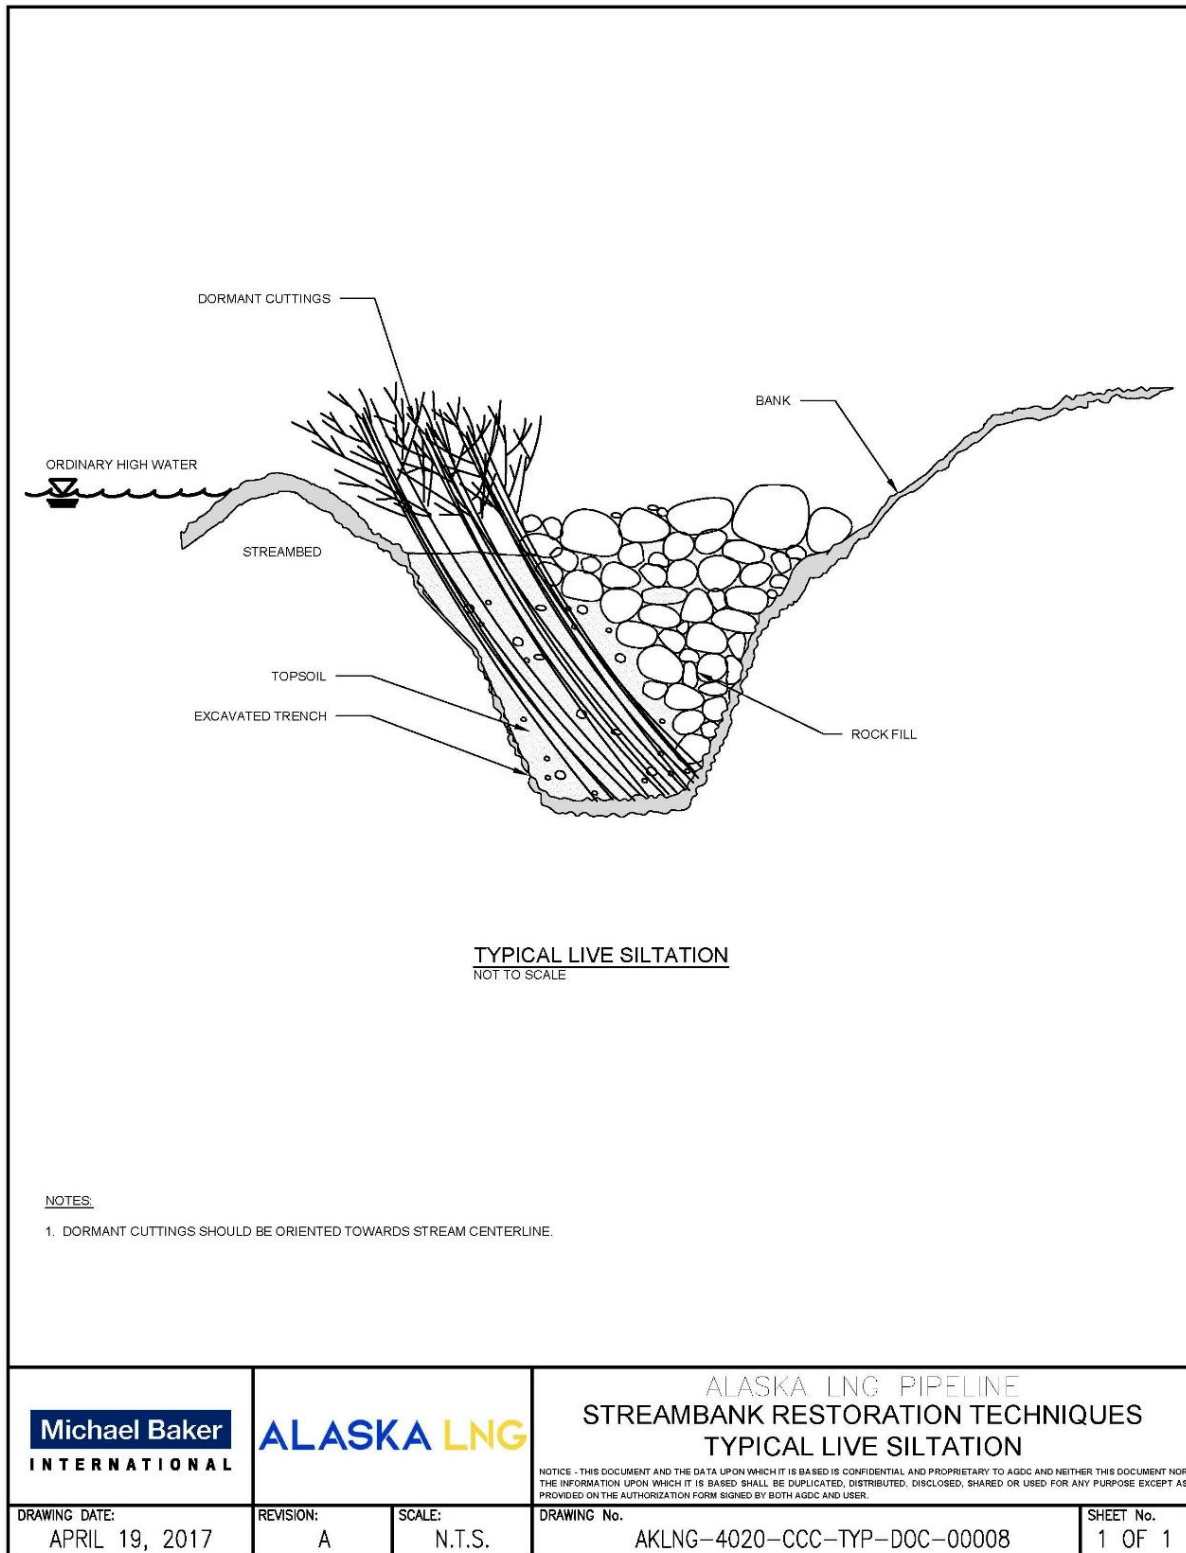 DORMANT CUTTINGS
BANK
ORDINARY HIGH WATER
STREAMBED
TOPSOIL
EXCAVATED TRENCH
ROCK FILL
TYPICAL LIVE SILTATION
NOT TO SCALE
NOTES:
1. DORMANT CUTTINGS SHOULD BE ORIENTED TOWARDS STREAM CENTERLINE.
Michael Baker
INTERNATIONAL
ALASKA LNG
ALASKA LNG PIPELINE
STREAMBANK RESTORATION TECHNIQUES
TYPICAL LIVE SILTATION
NOTICE - THIS DOCUMENT AND THE DATA UPON WHICH IT IS BASED IS CONFIDENTIAL AND PROPRIETARY TO AGDC AND NEITHER THIS DOCUMENT NOR
THE INFORMATION UPON WHICH IT IS BASED SHALL BE DUPLICATED, DISTRIBUTED, DISCLOSED, SHARED OR USED FOR ANY PURPOSE EXCEPT AS
PROVIDED ON THE AUTHORIZATION FORM SIGNED BY BOTH AGDC AND USER.
DRAWING DATE:
APRIL 19, 2017
REVISION:
A
SCALE:
N.T.S.
DRAWING No.
AKLNG-4020-CCC-TYP-DOC-00008
SHEET No.
1 OF 1